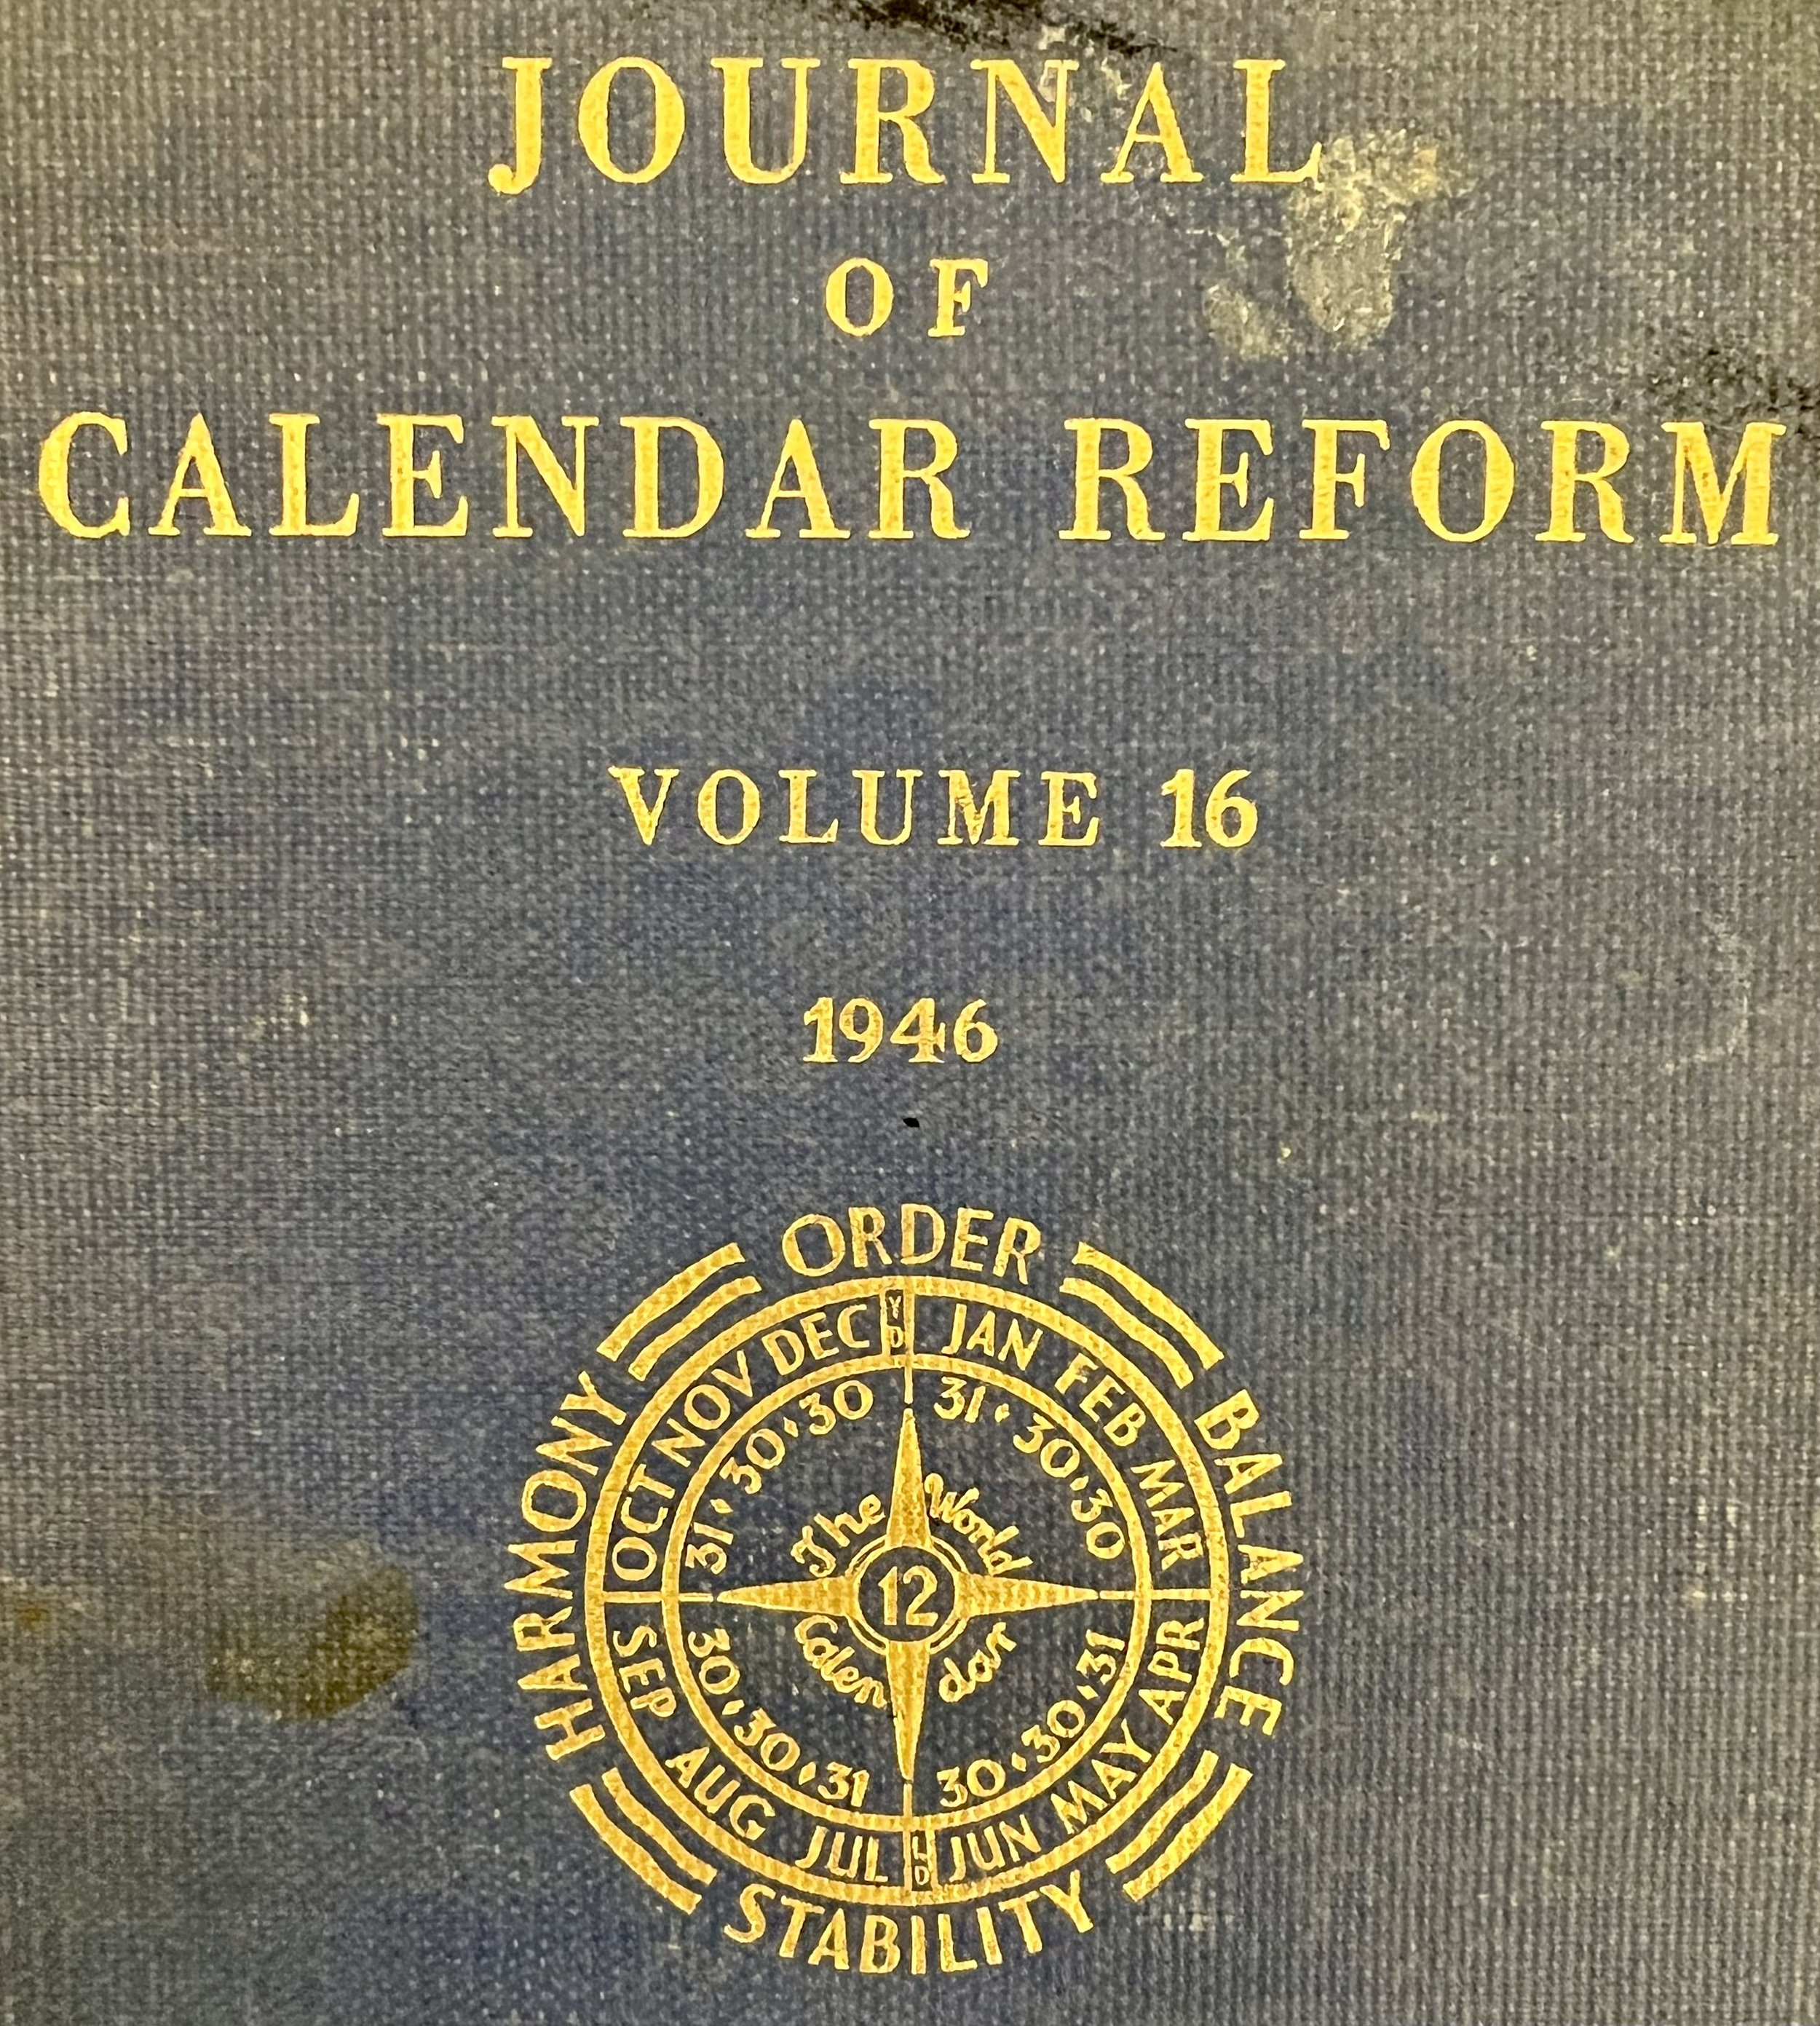 JOURNAL
OF
CALENDAR REFORM
VOLUME 16
1946
ORDER
BALANCE
STABILITY
HARMONY
JAN FEB MAR
APR MAY JUN
LD
JUL AUG SEP
OCT NOV DEC
YD
31 · 30 · 30
31 · 30 · 30
31 · 30 · 30
31 · 30 · 30
The World
Calendar
12